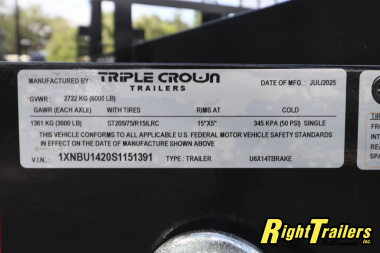 MANUFACTURED BY: TRIPLE CROWN TRAILERS DATE OF MFG.: JUL/2025
GVWR: 2722 KG (6000 LB)
GAWR (EACH AXLE) WITH TIRES RIMS AT COLD
1361 KG (3000 LB) ST205/75/R15/LRC 15"X5" 345 KPA (50 PSI) SINGLE
THIS VEHICLE CONFORMS TO ALL APPLICABLE U.S. FEDERAL MOTOR VEHICLE SAFETY STANDARDS
IN EFFECT ON THE DATE OF MANUFACTURE SHOWN ABOVE.
V.I.N.: 1XNBU1420S1151391 TYPE: TRAILER U6X14TBRAKE
RightTrailers Inc.